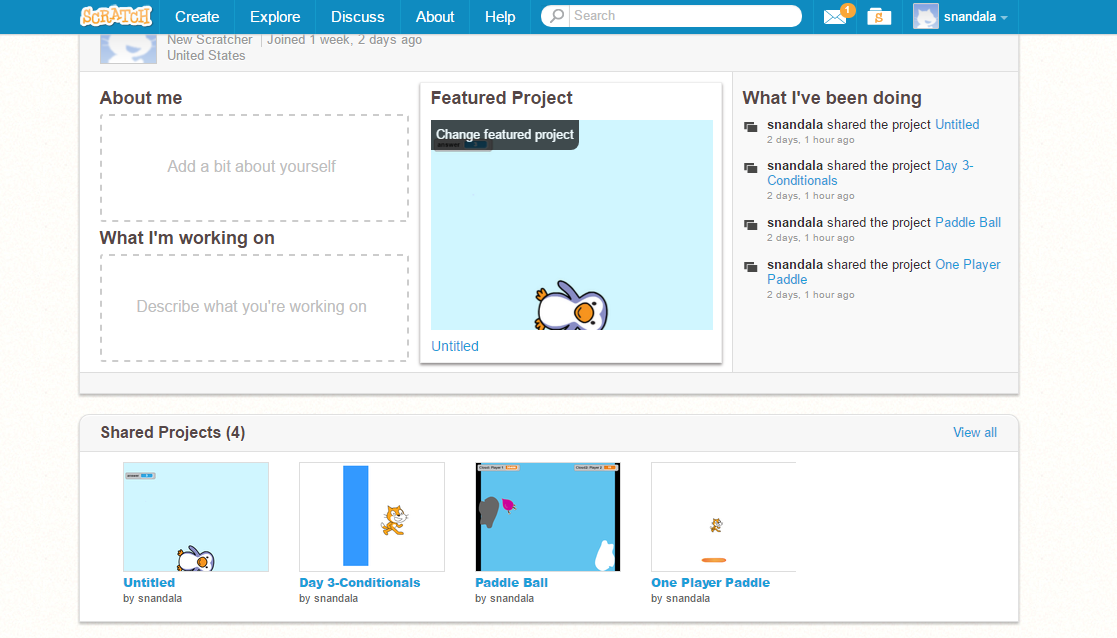 SCRATCH Create Explore Discuss About Help Search 1 S snandala
New Scratcher | Joined 1 week, 2 days ago
United States
About me
Add a bit about yourself
What I'm working on
Describe what you're working on
Featured Project
Change featured project
Untitled
What I've been doing
snandala shared the project Untitled
2 days, 1 hour ago
snandala shared the project Day 3-
Conditionals
2 days, 1 hour ago
snandala shared the project Paddle Ball
2 days, 1 hour ago
snandala shared the project One Player
Paddle
2 days, 1 hour ago
Shared Projects (4) View all
Untitled
by snandala
Day 3-Conditionals
by snandala
Paddle Ball
by snandala
One Player Paddle
by snandala